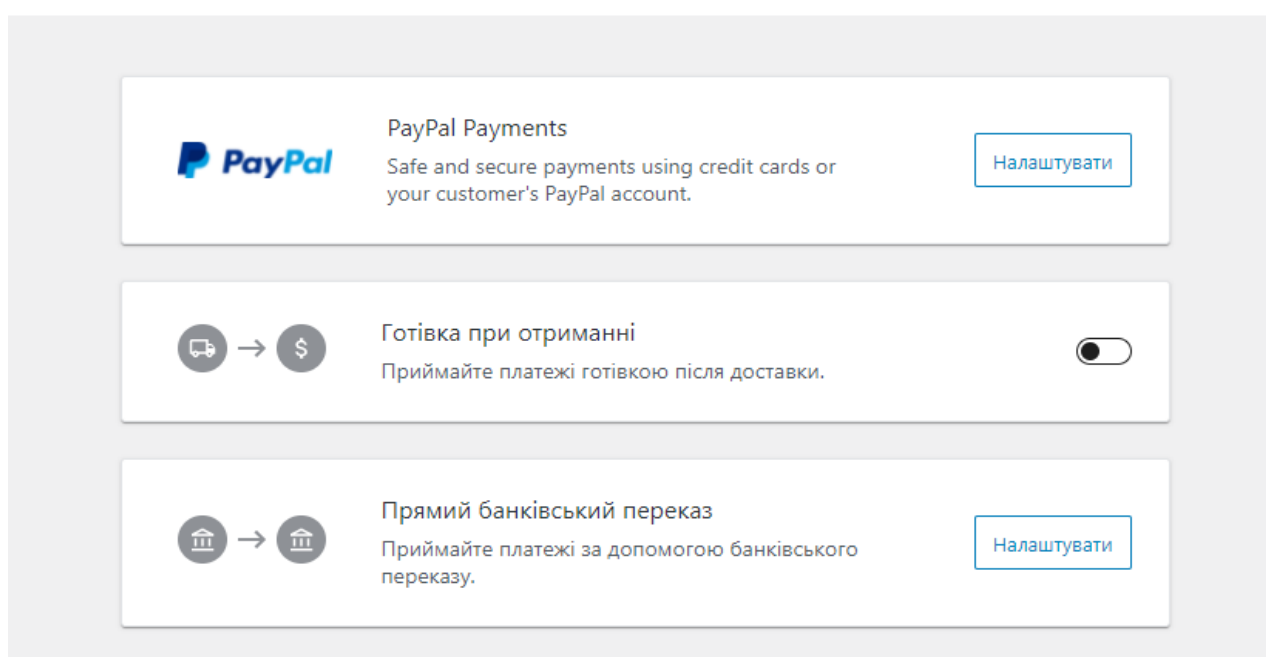 PayPal
PayPal Payments
Safe and secure payments using credit cards or
your customer's PayPal account.
Налаштувати
Готівка при отриманні
Приймайте платежі готівкою після доставки.
Прямий банківський переказ
Приймайте платежі за допомогою банківського
переказу.
Налаштувати